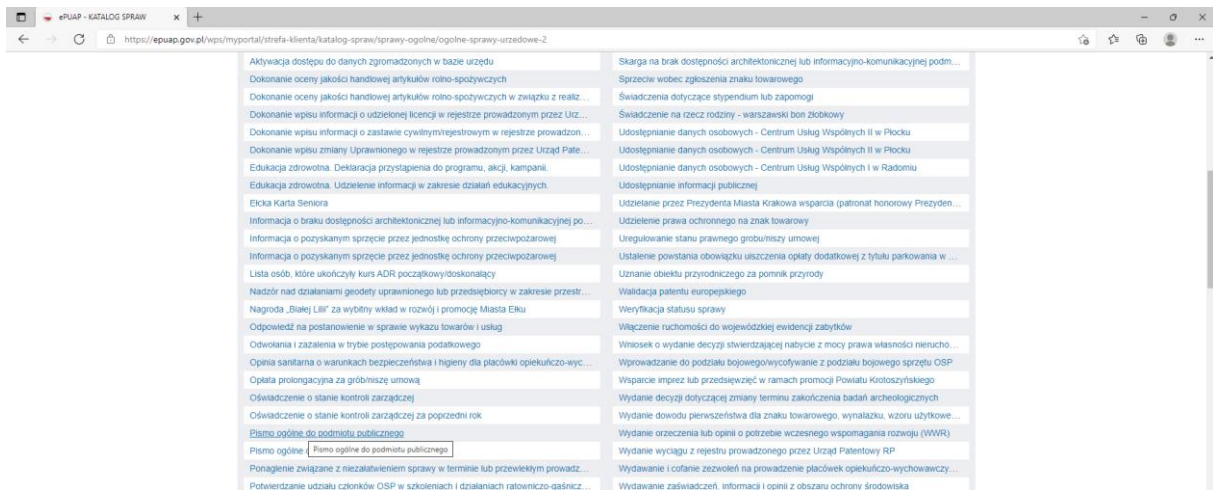 ePUAP - KATALOG SPRAW
https://epuap.gov.pl/wps/myportal/strefa-klienta/katalog-spraw/sprawy-ogolne/ogolne-sprawy-urzedowe-2
Aktywacja dostępu do danych zgromadzonych w bazie urzędu
Dokonanie oceny jakości handlowej artykułów rolno-spożywczych
Dokonanie oceny jakości handlowej artykułów rolno-spożywczych w związku z realiz…
Dokonanie wpisu informacji o udzielonej licencji w rejestrze prowadzonym przez Urz…
Dokonanie wpisu informacji o zastawie cywilnym/rejestrowym w rejestrze prowadzon…
Dokonanie wpisu zmiany Uprawnionego w rejestrze prowadzonym przez Urząd Pate…
Edukacja zdrowotna. Deklaracja przystąpienia do programu, akcji, kampanii.
Edukacja zdrowotna. Udzielenie informacji w zakresie działań edukacyjnych.
Ełcka Karta Seniora
Informacja o braku dostępności architektonicznej lub informacyjno-komunikacyjnej po…
Informacja o pozyskanym sprzęcie przez jednostkę ochrony przeciwpożarowej
Informacja o pozyskanym sprzęcie przez jednostkę ochrony przeciwpożarowej
Lista osób, które ukończyły kurs ADR początkowy/doskonalący
Nadzór nad działaniami geodety uprawnionego lub przedsiębiorcy w zakresie przestr…
Nagroda „Białej Lilii” za wybitny wkład w rozwój i promocję Miasta Ełku
Odpowiedź na postanowienie w sprawie wykazu towarów i usług
Odwołania i zażalenia w trybie postępowania podatkowego
Opinia sanitarna o warunkach bezpieczeństwa i higieny dla placówki opiekuńczo-wyc…
Opłata prolongacyjna za grób/niszę urnową
Oświadczenie o stanie kontroli zarządczej
Oświadczenie o stanie kontroli zarządczej za poprzedni rok
Pismo ogólne do podmiotu publicznego
Pismo ogólne
Pismo ogólne do podmiotu publicznego
Ponaglenie związane z niezałatwieniem sprawy w terminie lub przewlekłym prowadz…
Potwierdzanie udziału członków OSP w szkoleniach i działaniach ratowniczo-gaśnicz…
Skarga na brak dostępności architektonicznej lub informacyjno-komunikacyjnej podm…
Sprzeciw wobec zgłoszenia znaku towarowego
Świadczenia dotyczące stypendium lub zapomogi
Świadczenie na rzecz rodziny - warszawski bon żłobkowy
Udostępnianie danych osobowych - Centrum Usług Wspólnych II w Płocku
Udostępnianie danych osobowych - Centrum Usług Wspólnych II w Płocku
Udostępnianie danych osobowych - Centrum Usług Wspólnych I w Radomiu
Udostępnianie informacji publicznej
Udzielanie przez Prezydenta Miasta Krakowa wsparcia (patronat honorowy Prezyden…
Udzielenie prawa ochronnego na znak towarowy
Uregulowanie stanu prawnego grobu/niszy urnowej
Ustalenie powstania obowiązku uiszczenia opłaty dodatkowej z tytułu parkowania w …
Uznanie obiektu przyrodniczego za pomnik przyrody
Walidacja patentu europejskiego
Weryfikacja statusu sprawy
Włączenie ruchomości do wojewódzkiej ewidencji zabytków
Wniosek o wydanie decyzji stwierdzającej nabycie z mocy prawa własności nierucho…
Wprowadzanie do podziału bojowego/wycofywanie z podziału bojowego sprzętu OSP
Wsparcie imprez lub przedsięwzięć w ramach promocji Powiatu Krotoszyńskiego
Wydanie decyzji dotyczącej zmiany terminu zakończenia badań archeologicznych
Wydanie dowodu pierwszeństwa dla znaku towarowego, wynalazku, wzoru użytkowe…
Wydanie orzeczenia lub opinii o potrzebie wczesnego wspomagania rozwoju (WWR)
Wydanie wyciągu z rejestru prowadzonego przez Urząd Patentowy RP
Wydawanie i cofanie zezwoleń na prowadzenie placówek opiekuńczo-wychowawczy…
Wydawanie zaświadczeń, informacji i opinii z obszaru ochrony środowiska